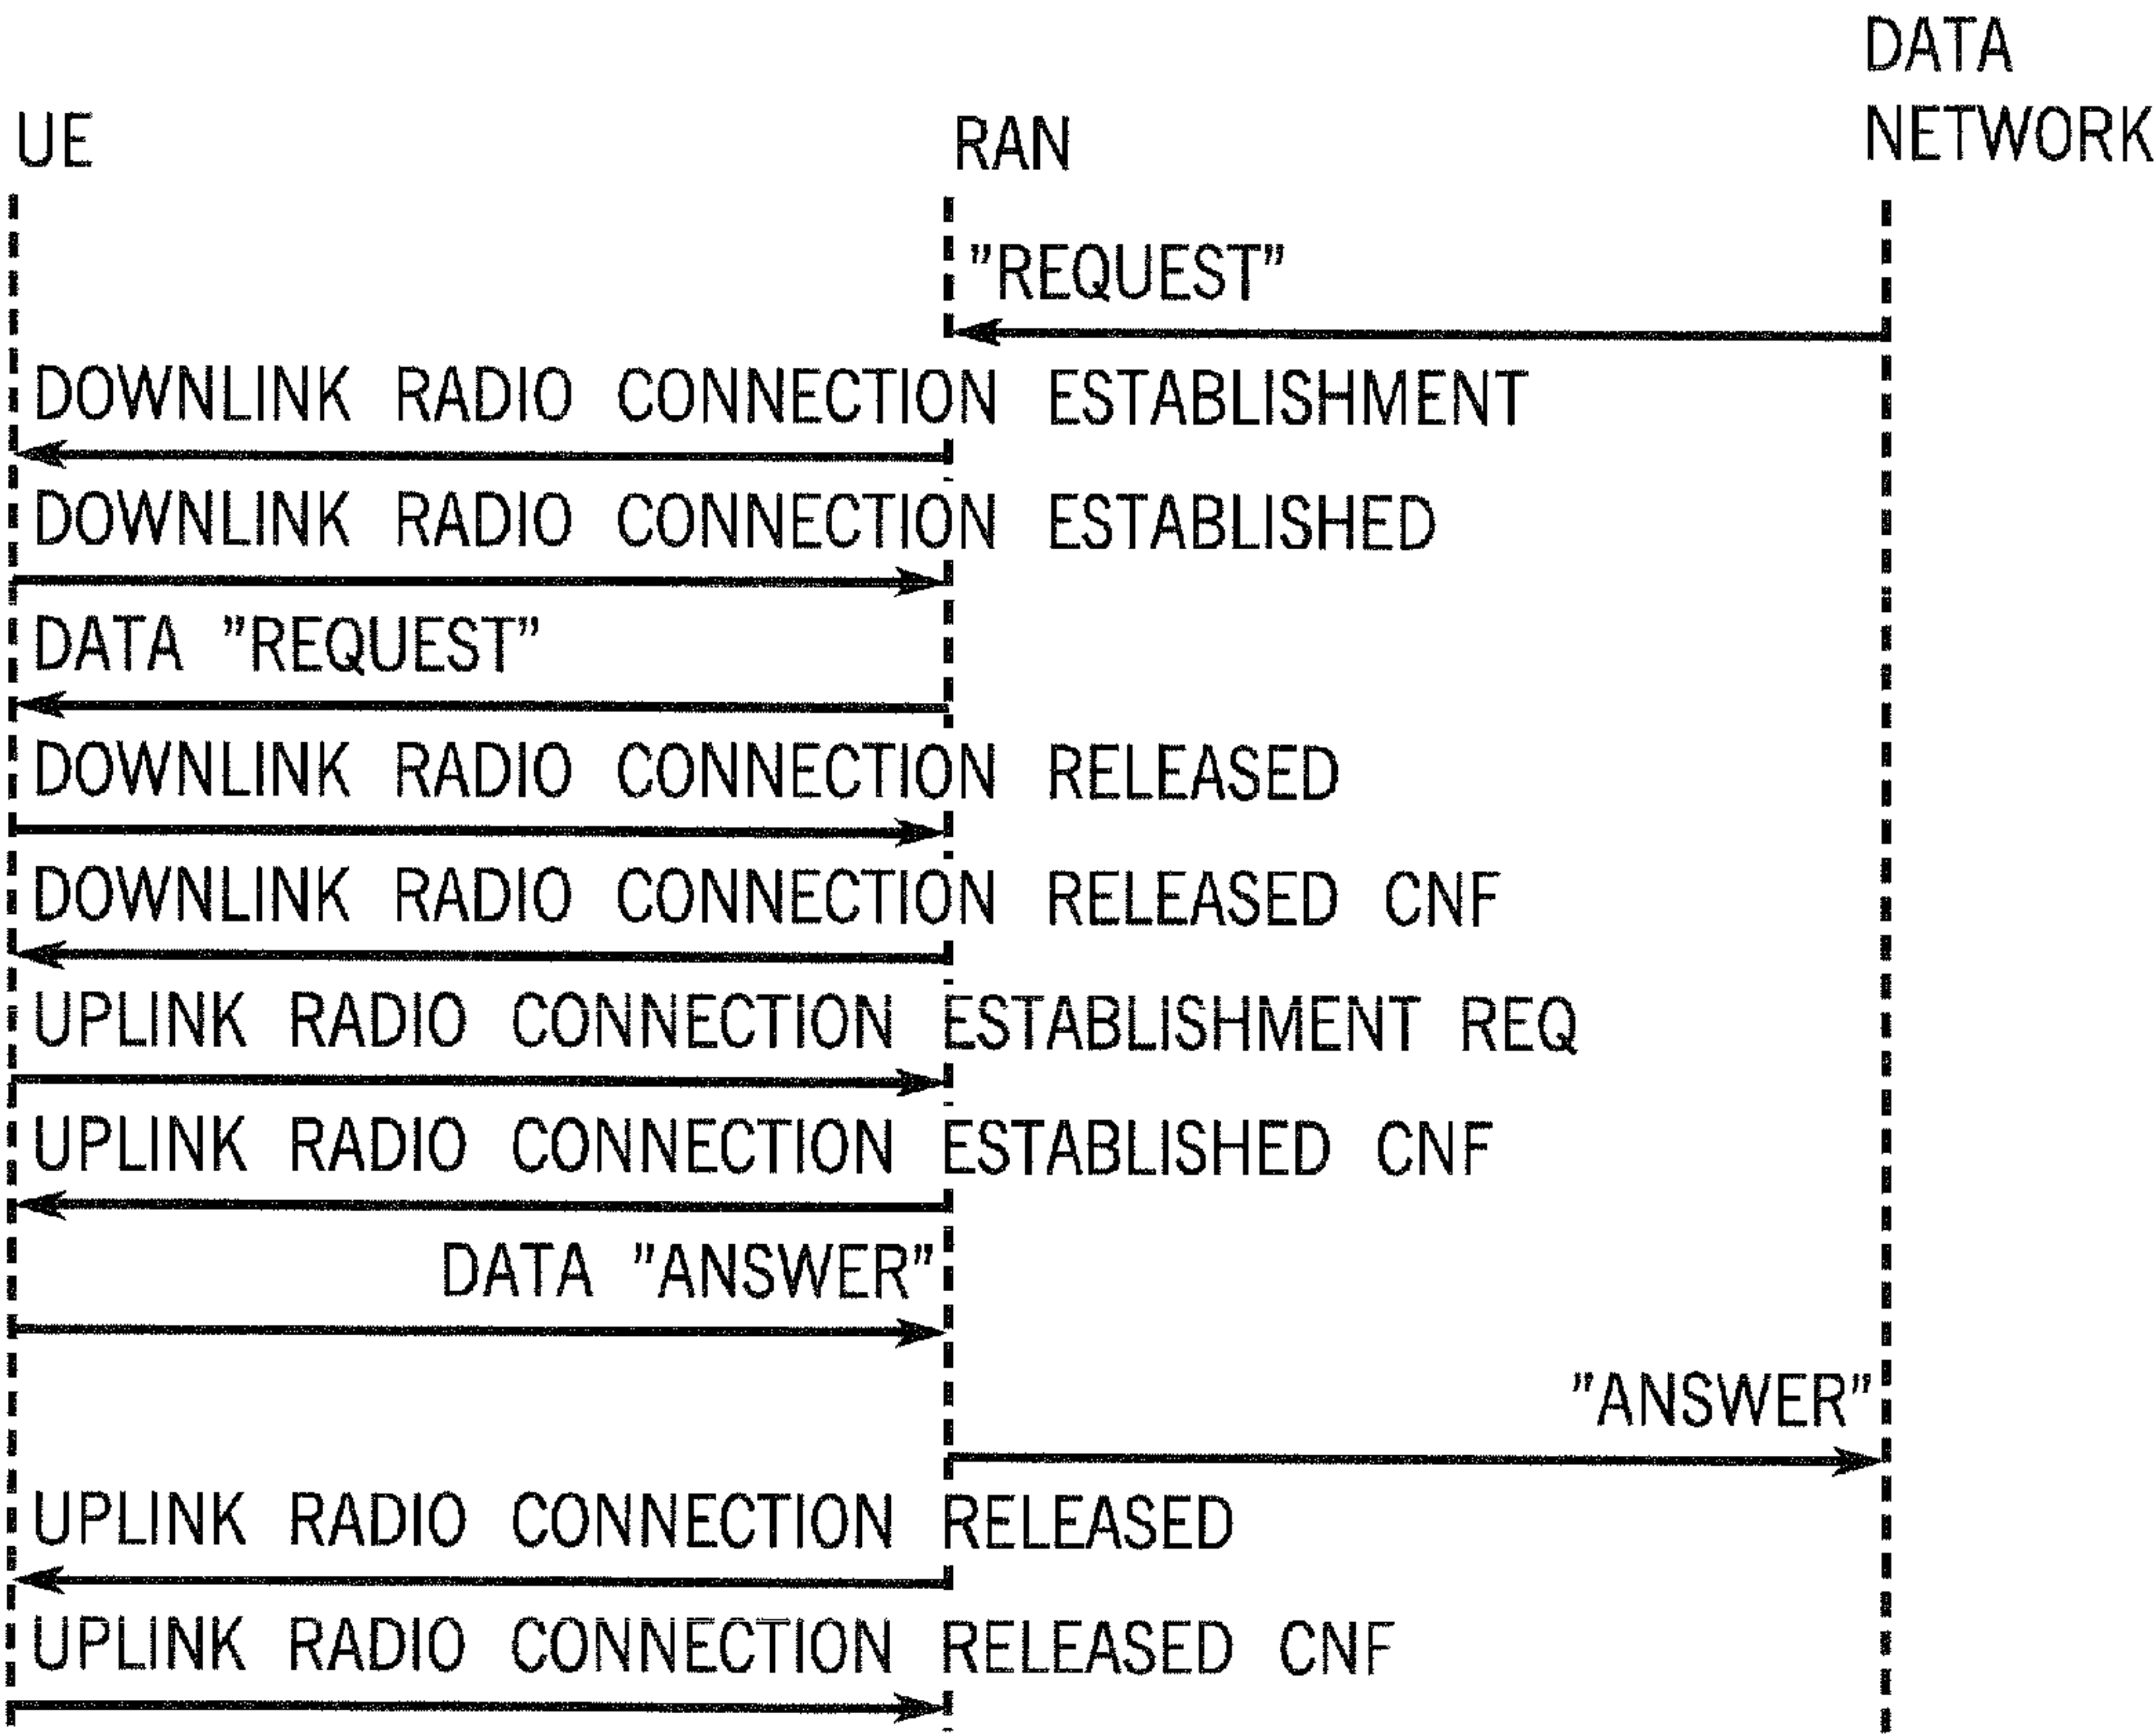 DATA
NETWORK
UE
RAN
”REQUEST”
DOWNLINK RADIO CONNECTION ESTABLISHMENT
DOWNLINK RADIO CONNECTION ESTABLISHED
DATA ”REQUEST”
DOWNLINK RADIO CONNECTION RELEASED
DOWNLINK RADIO CONNECTION RELEASED CNF
UPLINK RADIO CONNECTION ESTABLISHMENT REQ
UPLINK RADIO CONNECTION ESTABLISHED CNF
DATA ”ANSWER”
”ANSWER”
UPLINK RADIO CONNECTION RELEASED
UPLINK RADIO CONNECTION RELEASED CNF